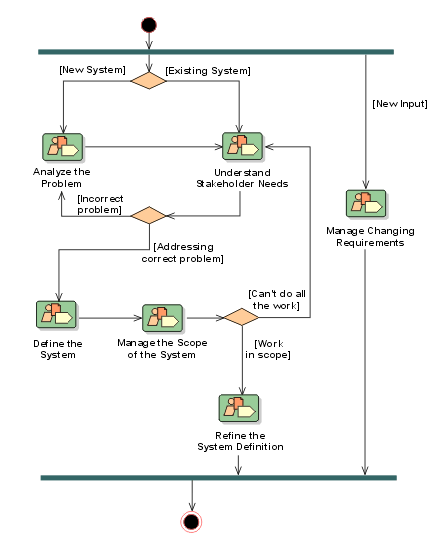 [New System]
[Existing System]
[New Input]
Analyze the
Problem
Understand
Stakeholder Needs
[Incorrect
problem]
Manage Changing
Requirements
[Addressing
correct problem]
[Can't do all
the work]
Define the
System
Manage the Scope
of the System
[Work
in scope]
Refine the
System Definition